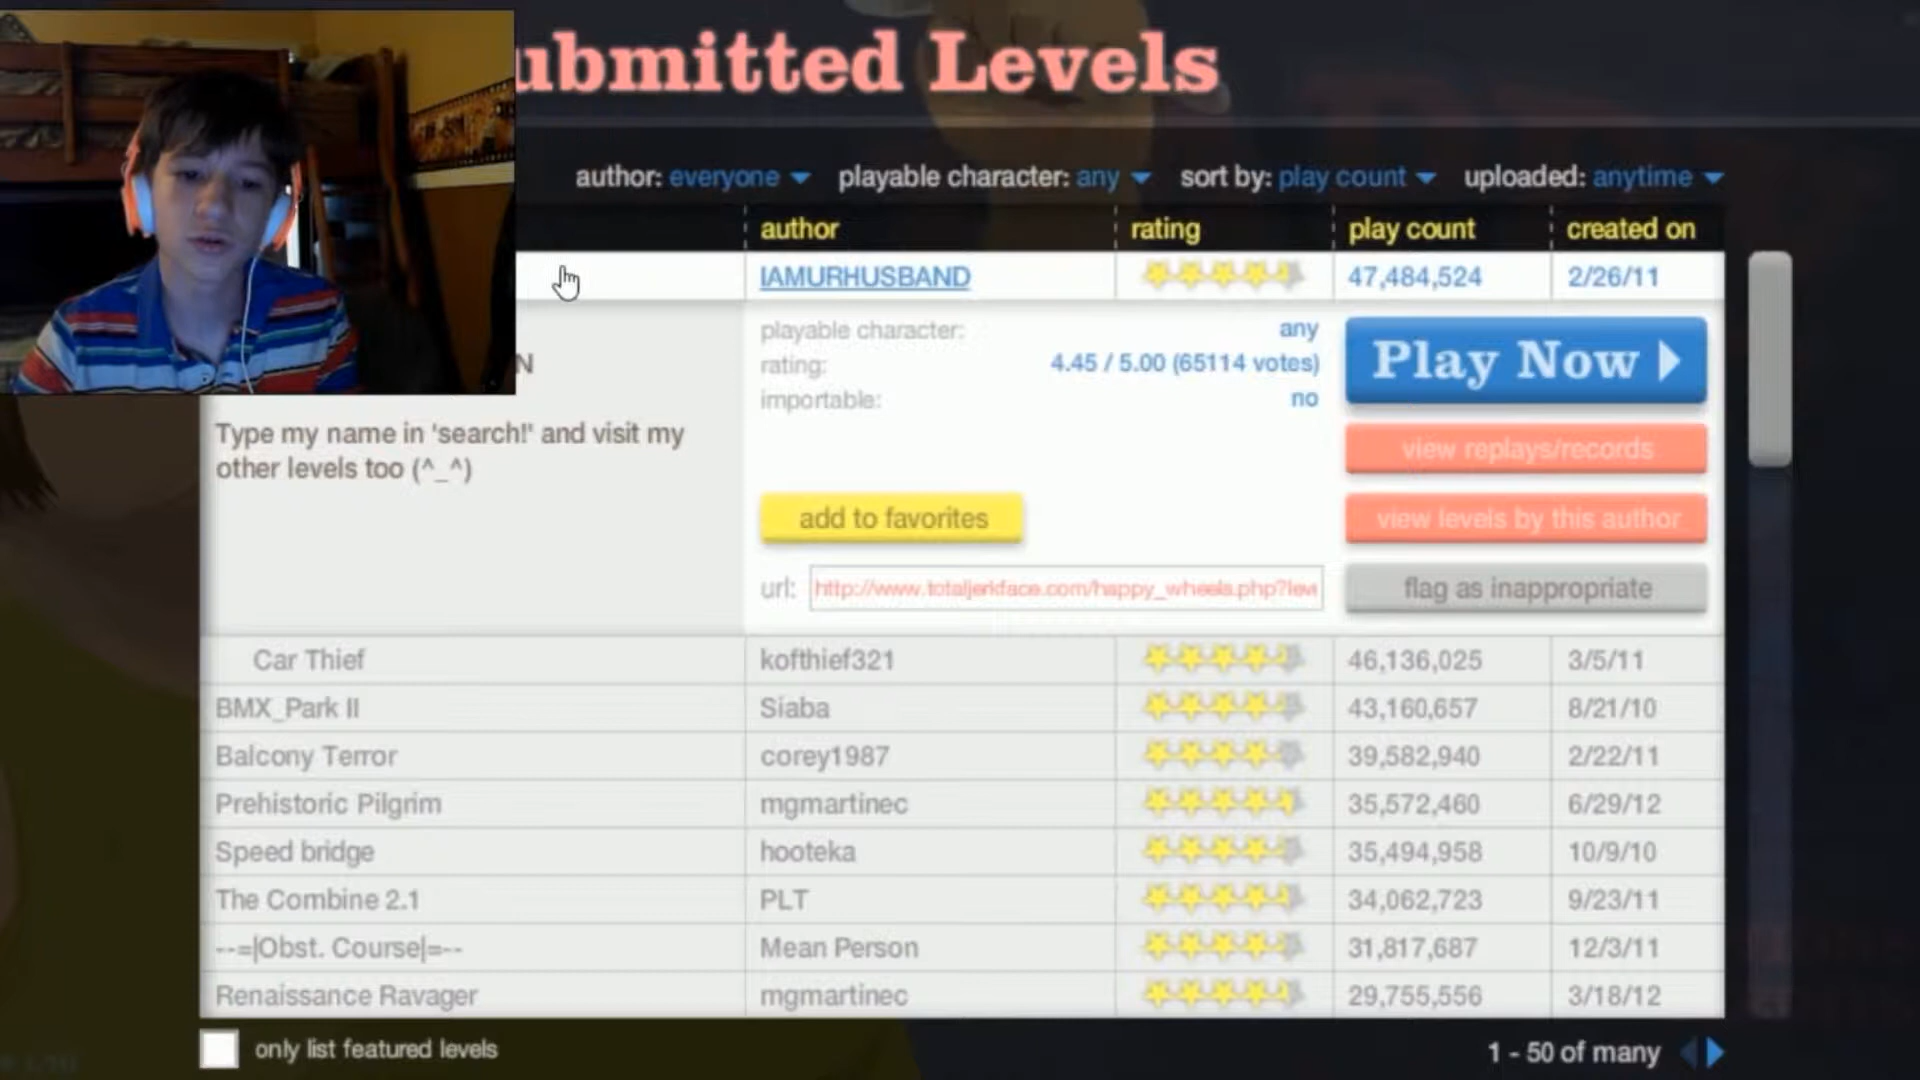 ubmitted Levels
author: everyone playable character: any sort by: play count uploaded: anytime
author rating play count created on
IAMURHUSBAND 47,484,524 2/26/11
playable character: any
Play Now
N
rating: 4.45 / 5.00 (65114 votes)
importable: no
Type my name in 'search!' and visit my
other levels too (^_^)
view replays/records
add to favorites
view levels by this author
url: http://www.totaljerkface.com/happy_wheels.php?leve
flag as inappropriate
Car Thief kofthief321 46,136,025 3/5/11
BMX_Park II Siaba 43,160,657 8/21/10
Balcony Terror corey1987 39,582,940 2/22/11
Prehistoric Pilgrim mgmartinec 35,572,460 6/29/12
Speed bridge hooteka 35,494,958 10/9/10
The Combine 2.1 PLT 34,062,723 9/23/11
--=|Obst. Course|=-- Mean Person 31,817,687 12/3/11
Renaissance Ravager mgmartinec 29,755,556 3/18/12
only list featured levels
1 - 50 of many